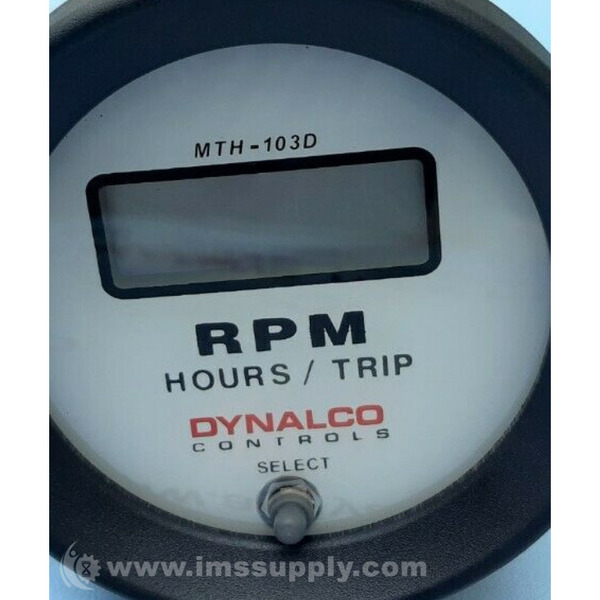 MTH-103D
RPM
HOURS / TRIP
DYNALCO
CONTROLS
SELECT
www.imssupply.com